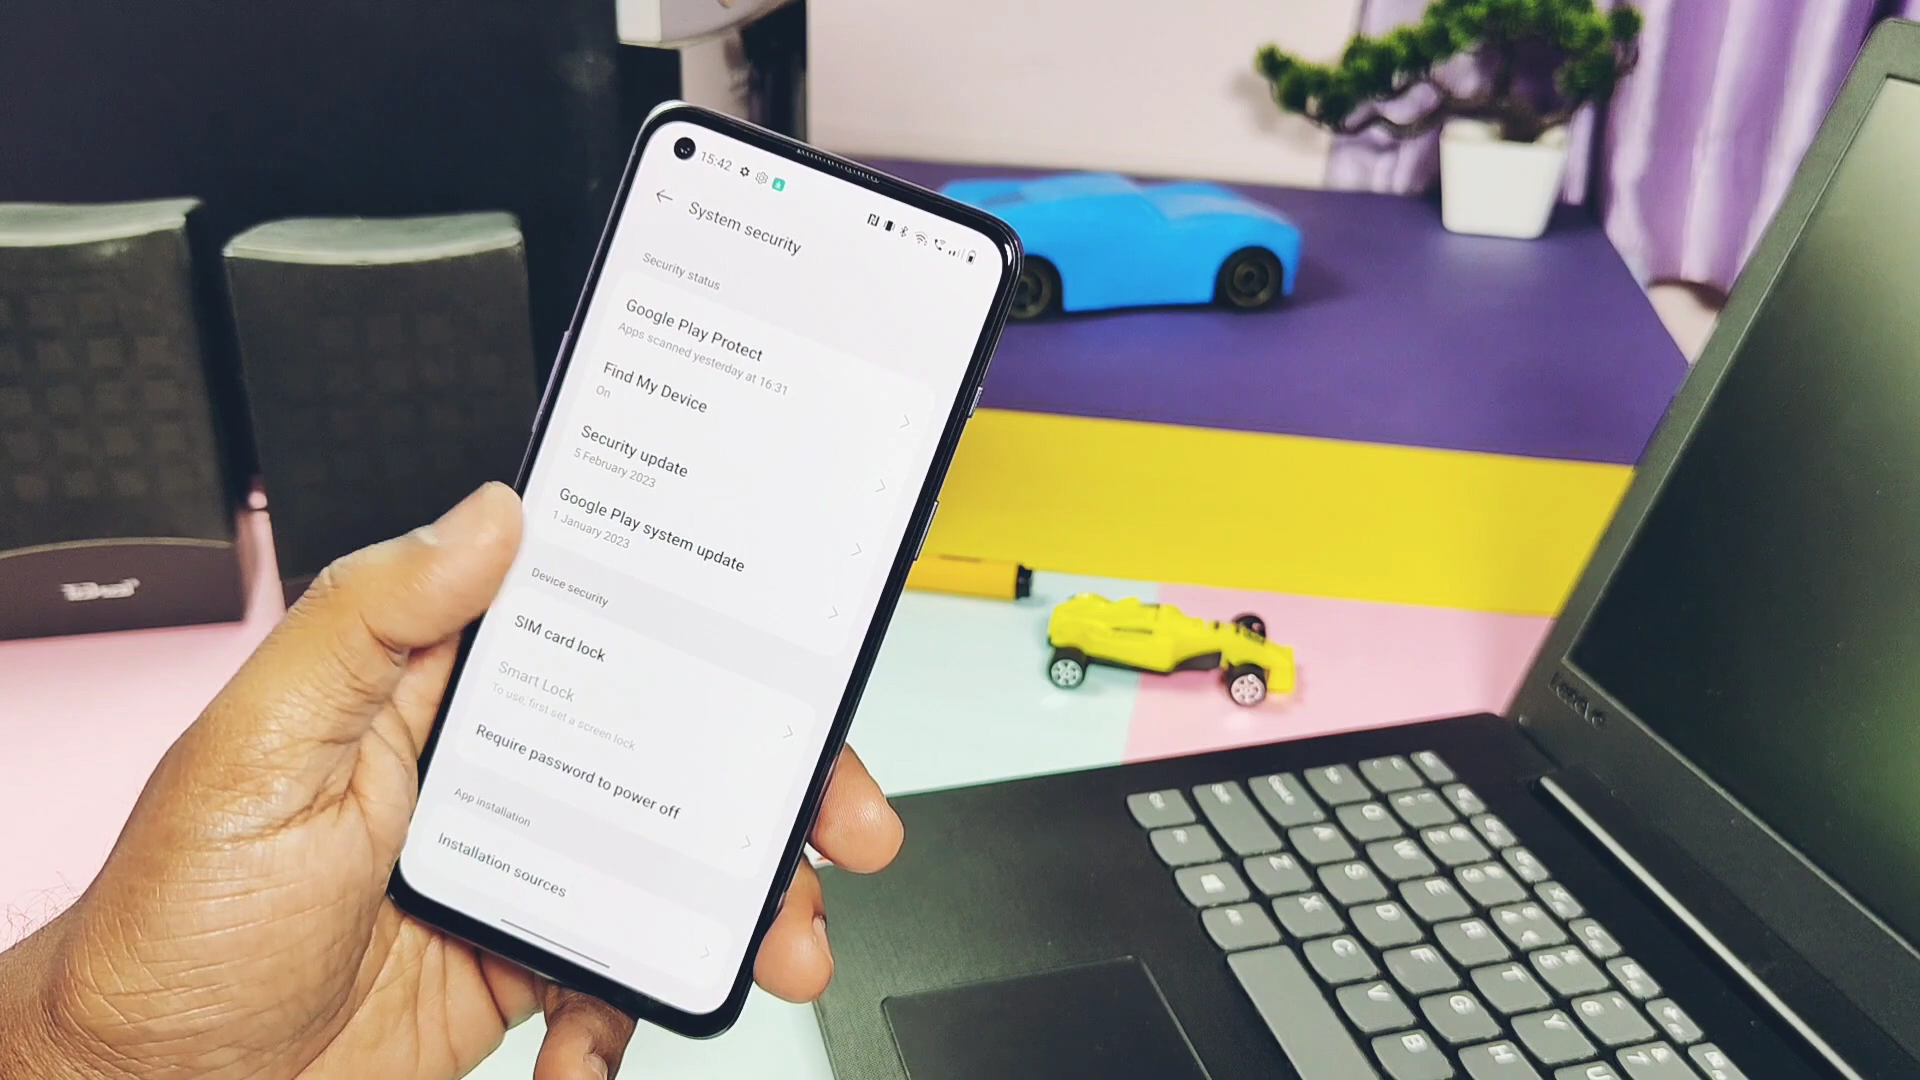 15:42
System security
Security status
Google Play Protect
Apps scanned yesterday at 16:31
Find My Device
On
Security update
5 February 2023
Google Play system update
1 January 2023
Device security
SIM card lock
Smart Lock
To use, first set a screen lock
Require password to power off
App installation
Installation sources
Lenovo